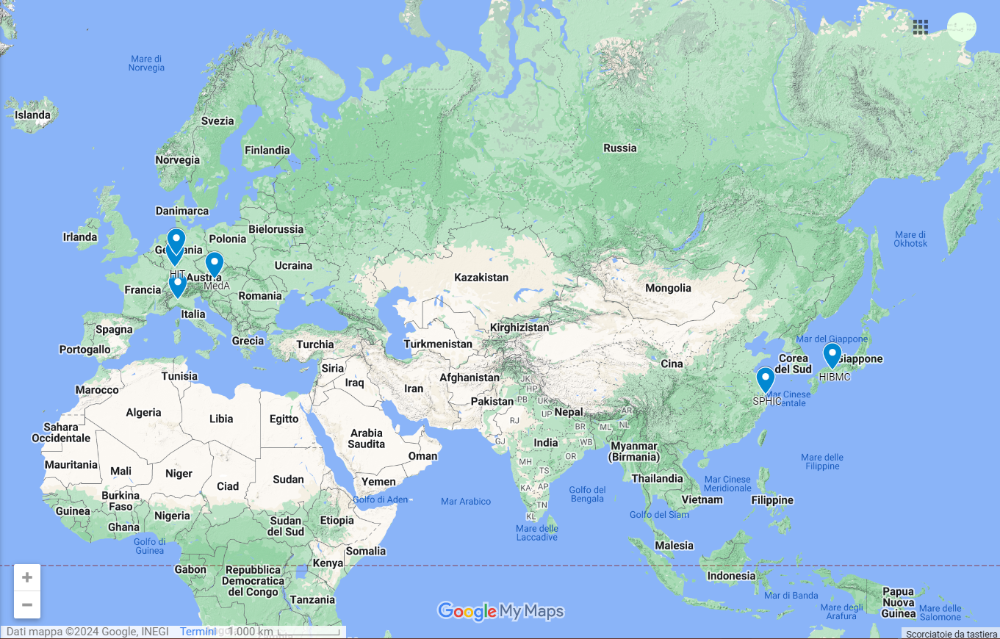 Mare di
Norvegia
Islanda
Svezia
Finlandia
Norvegia
Russia
Danimarca
Irlanda
Polonia
Bielorussia
Mare di
Okhotsk
Ucraina
HIT
Austria
MedA
Francia
Romania
Kazakistan
Mongolia
Italia
Spagna
Portogallo
Grecia
Turchia
Kirghizistan
Turkmenistan
Mar del Giappone
Corea
del Sud
Giappone
HIBMC
Cina
Siria
Iraq
Iran
Afghanistan
Tunisia
Marocco
Algeria
Libia
Egitto
Pakistan
JK
HP
PB
UK
UP
Nepal
AR
SPHIC
Mar Cinese
RJ
BR
ML
NL
Sahara
Occidentale
Arabia
Saudita
GJ
India
WB
Oman
MH
OR
Myanmar
(Birmania)
Mauritania
Mali
Niger
Ciad
Sudan
Yemen
TS
Thailandia
Mare delle
Filippine
Mar Cinese
Meridionale
KA
AP
Golfo del
Bengala
Burkina
Faso
Golfo di Aden
Mar Arabico
TN
KL
Vietnam
Filippine
Guinea
Nigeria
Ghana
Sudan
del Sud
Etiopia
Golfo del Siam
Mare delle
Laccadive
Golfo di
Guinea
Somalia
Malesia
Gabon
Repubblica
Democratica
del Congo
Kenya
Indonesia
Tanzania
Mar di Banda
Papua
Nuova
Guinea
Mare degli
Arafura
Mare delle
Salomone
+
−
Google My Maps
Dati mappa ©2024 Google, INEGI Termini 1.000 km
Scorciatoie da tastiera